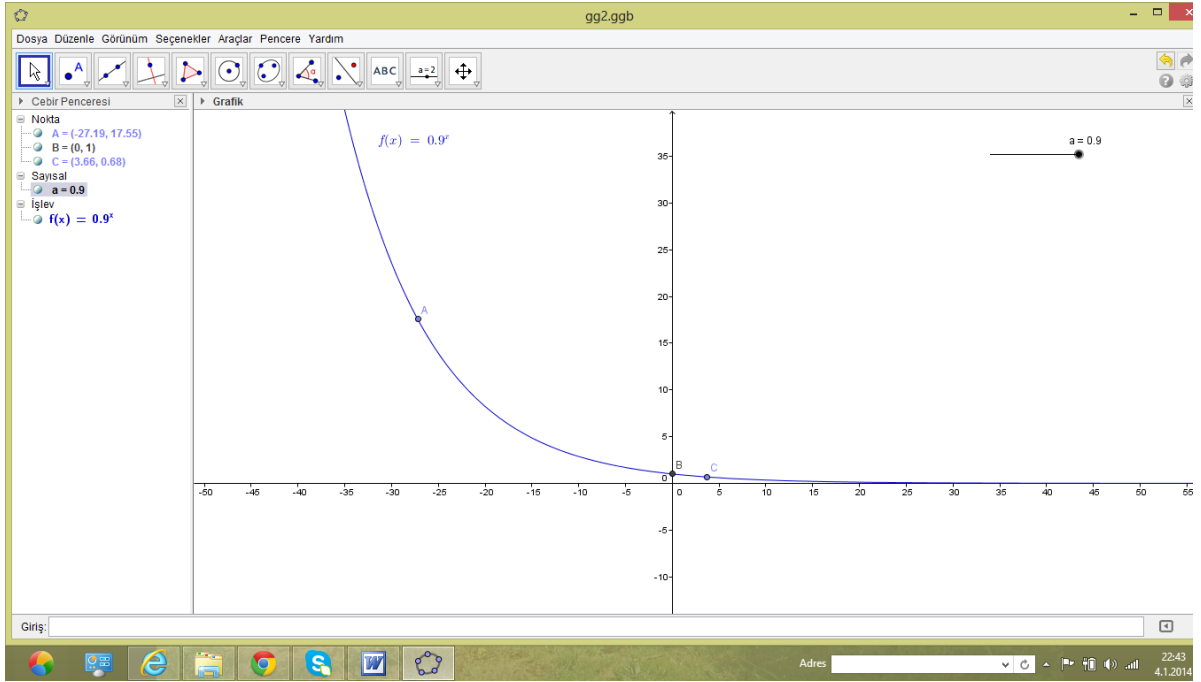 gg2.ggb
Dosya Düzenle Görünüm Seçenekler Araçlar Pencere Yardım
A ABC a=2
Cebir Penceresi
Grafik
Nokta
A = (-27.19, 17.55)
B = (0, 1)
C = (3.66, 0.68)
Sayısal
a = 0.9
İşlev
f(x) = 0.9ˣ
f(x) = 0.9ˣ
a = 0.9
35
30
25
20
15
10
5
0
-5
-10
A
B
C
-50 -45 -40 -35 -30 -25 -20 -15 -10 -5 0 5 10 15 20 25 30 35 40 45 50 55
Giriş:
Adres
22:43
4.1.2014